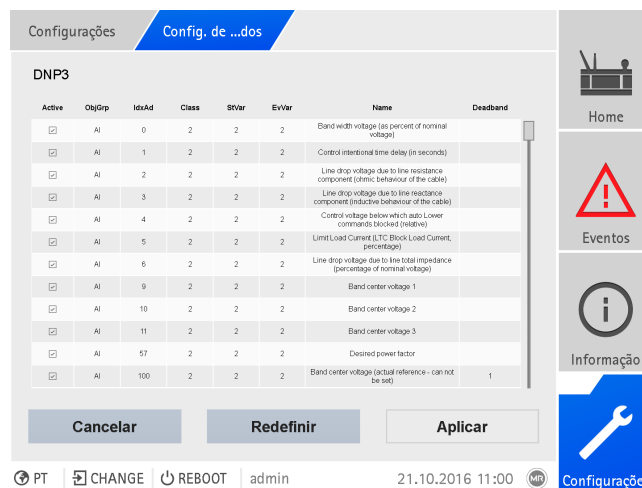 Configurações
Config. de ...dos
DNP3
Active ObjGrp IdxAd Class StVar EvVar Name Deadband
AI 0 2 2 2 Band width voltage (as percent of nominal
voltage)
AI 1 2 2 2 Control intentional time delay (in seconds)
AI 2 2 2 2 Line drop voltage due to line resistance
component (ohmic behaviour of the cable)
AI 3 2 2 2 Line drop voltage due to line reactance
component (inductive behaviour of the cable)
AI 4 2 2 2 Control voltage below which auto Lower
commands blocked (relative)
AI 5 2 2 2 Limit Load Current (LTC Block Load Current,
percentage)
AI 6 2 2 2 Line drop voltage due to line total impedance
(percentage of nominal voltage)
AI 9 2 2 2 Band center voltage 1
AI 10 2 2 2 Band center voltage 2
AI 11 2 2 2 Band center voltage 3
AI 57 2 2 2 Desired power factor
AI 100 2 2 2 Band center voltage (actual reference - can not
be set) 1
Cancelar Redefinir Aplicar
PT CHANGE REBOOT admin 21.10.2016 11:00 MR
Home
Eventos
Informação
Configuraçõ